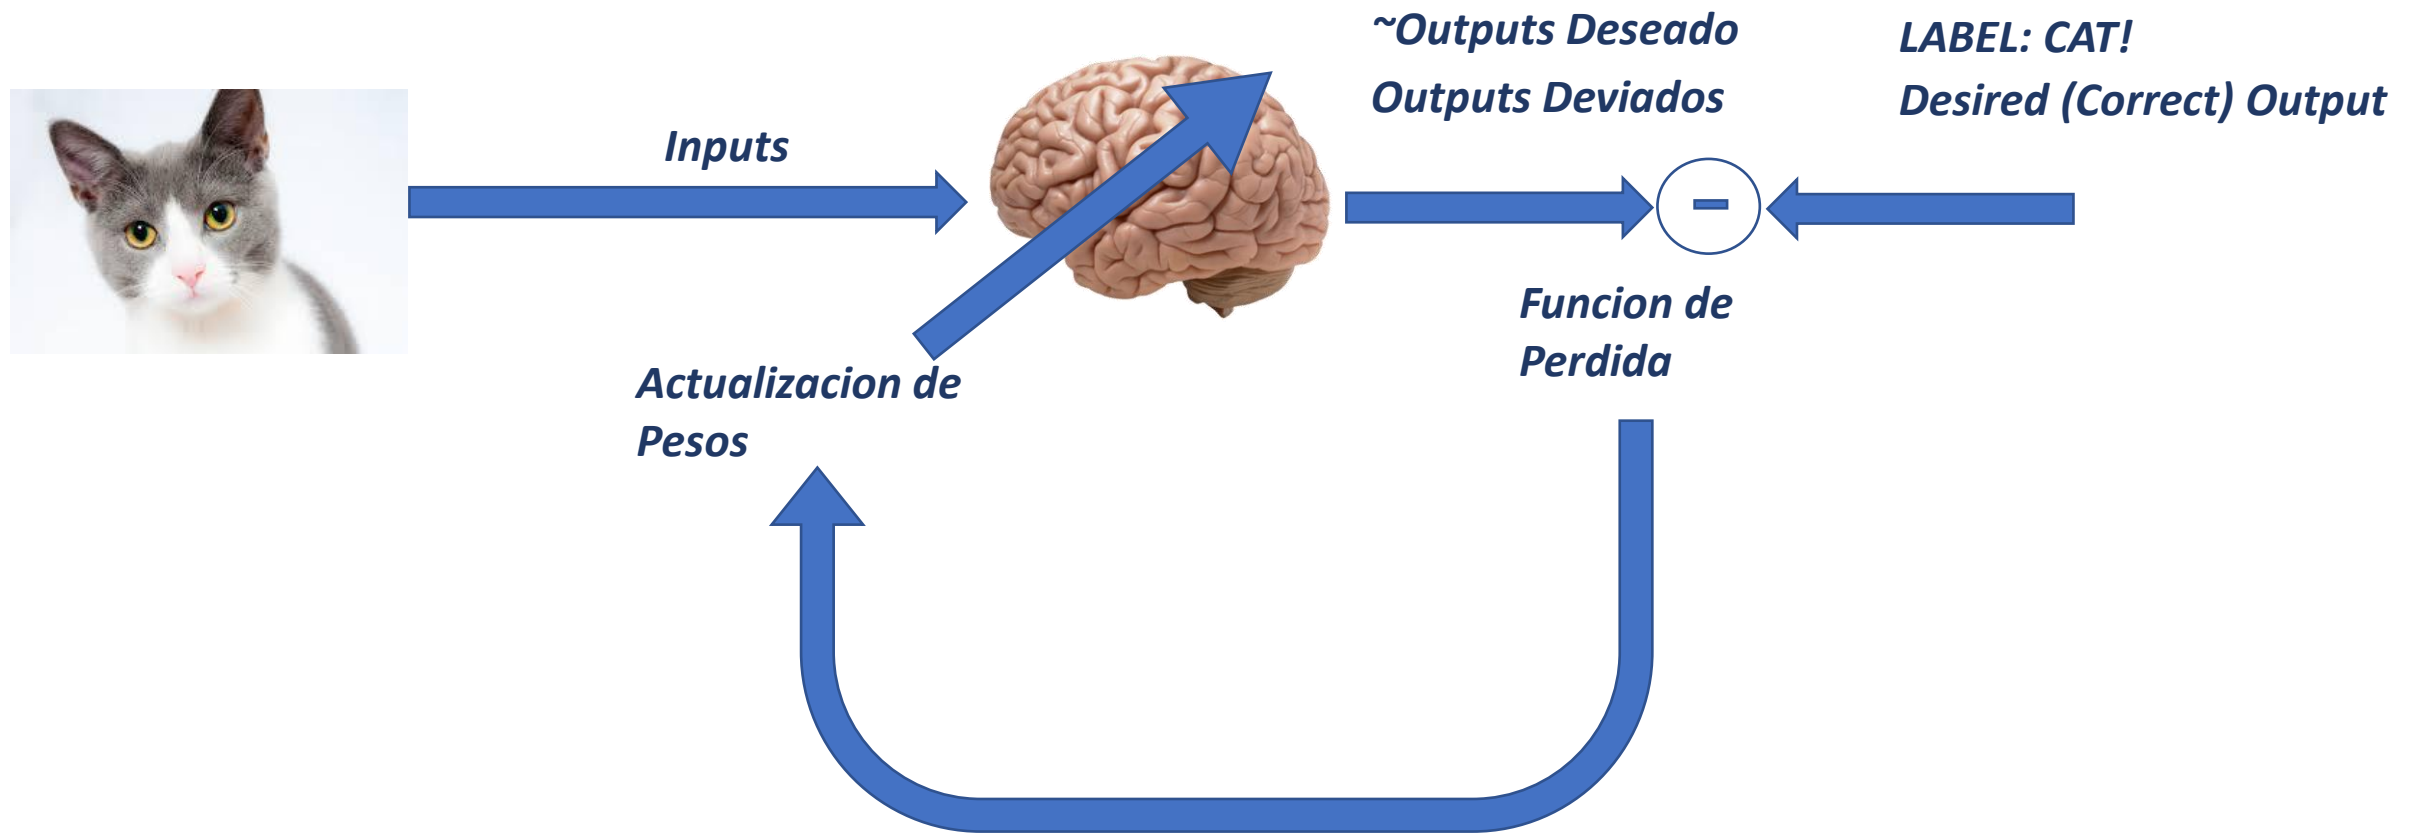 ~Outputs Deseado
Outputs Deviados
LABEL: CAT!
Desired (Correct) Output
Inputs
-
Funcion de
Perdida
Actualizacion de
Pesos